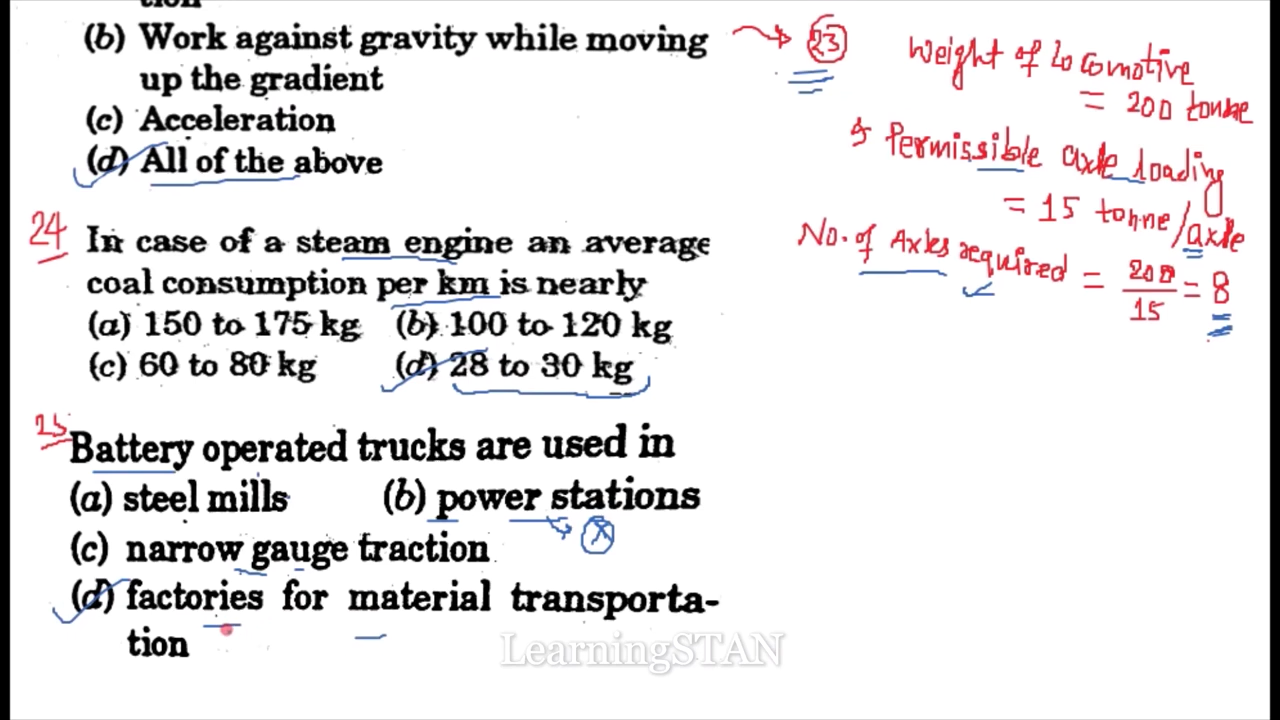 tion
(b) Work against gravity while moving
up the gradient
(c) Acceleration
(d) All of the above
24 In case of a steam engine an average
coal consumption per km is nearly
(a) 150 to 175 kg (b) 100 to 120 kg
(c) 60 to 80 kg (d) 28 to 30 kg
25 Battery operated trucks are used in
(a) steel mills (b) power stations
(c) narrow gauge traction
(d) factories for material transporta-
tion
23
Weight of locomotive
= 200 tonne
& Permissible axle loading
= 15 tonne/axle
No. of Axles required = 200/15 = 8
LearningSTAN